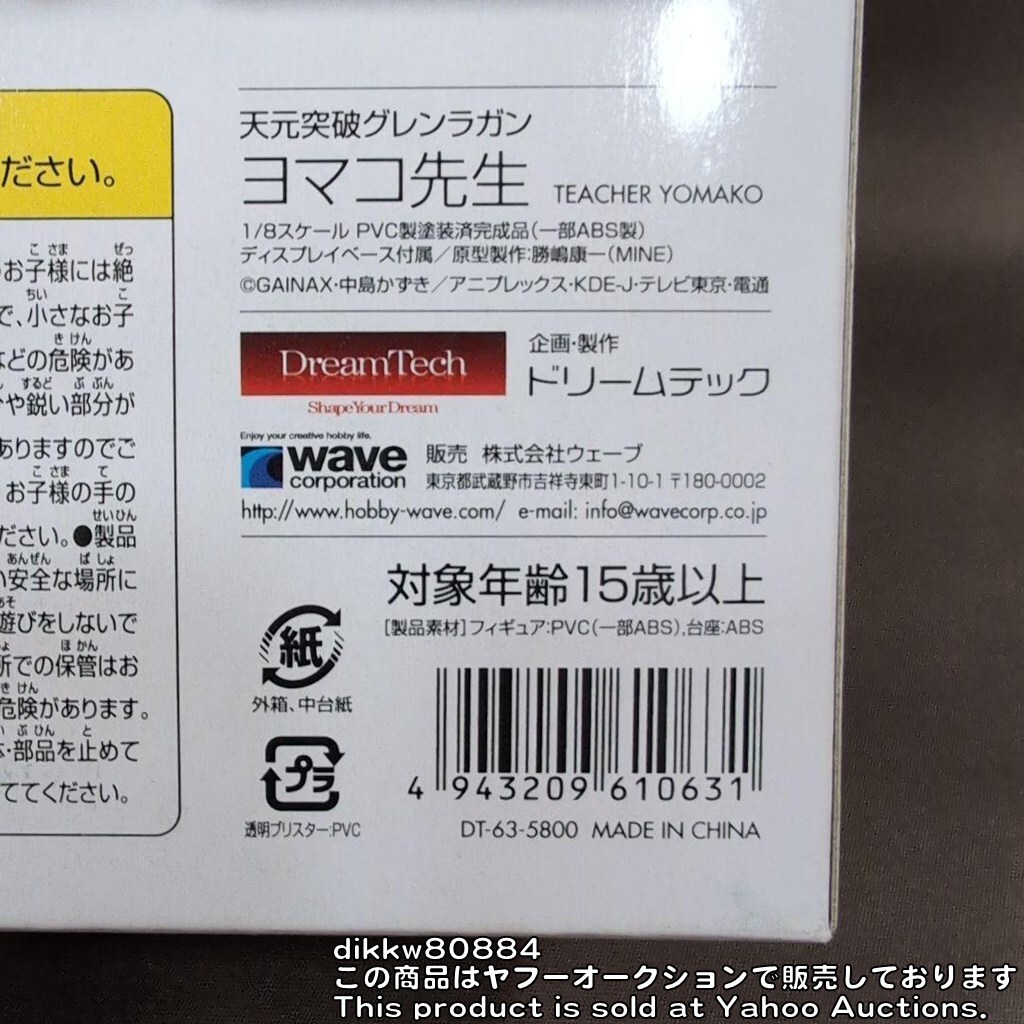 ださい。
こ さま ぜっ
お子様には絶
ちい こ
で、小さなお子
き けん
などの危険があ
するど ぶ ぶん
や鋭い部分が
ありますのでご
こ さま て
お子様の手の
ださい。●製品
せいひん
あんぜん ば しょ
い安全な場所に
あそ
遊びをしないで
ほ かん
所での保管はお
き けん
危険があります。
ぶ ひん と
・部品を止めて
ててください。
天元突破グレンラガン
ヨマコ先生 TEACHER YOMAKO
1/8スケール PVC製塗装済完成品(一部ABS製)
ディスプレイベース付属/原型製作:勝嶋康一(MINE)
©GAINAX・中島かずき/アニプレックス・KDE-J・テレビ東京・電通
DreamTech
ShapeYourDream
企画・製作
ドリームテック
Enjoy your creative hobby life.
wave
corporation
販売 株式会社ウェーブ
東京都武蔵野市吉祥寺東町1-10-1 〒180-0002
http://www.hobby-wave.com/ e-mail: info@wavecorp.co.jp
対象年齢15歳以上
[製品素材]フィギュア:PVC(一部ABS),台座:ABS
紙
外箱、中台紙
プラ
透明ブリスター:PVC
4 943209 610631
DT-63-5800 MADE IN CHINA
dikkw80884
この商品はヤフーオークションで販売しております
This product is sold at Yahoo Auctions.